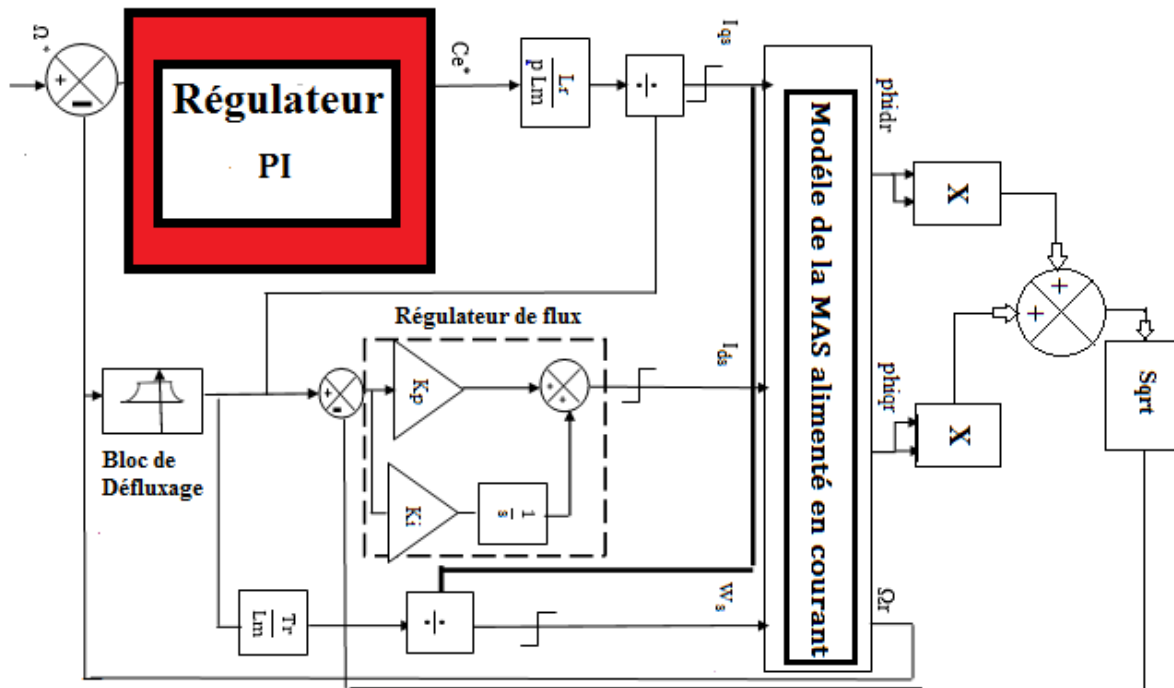 Ω*
+
-
Régulateur
PI
Ce*
Lr
p Lm
÷
Iqs
Modéle de la MAS alimenté en courant
phidr
X
+
+
Sqrt
phiqr
X
Régulateur de flux
Kp
Ki
1
s
+
+
Ids
+
-
Bloc de
Défluxage
Tr
Lm
÷
Ws
Ωr